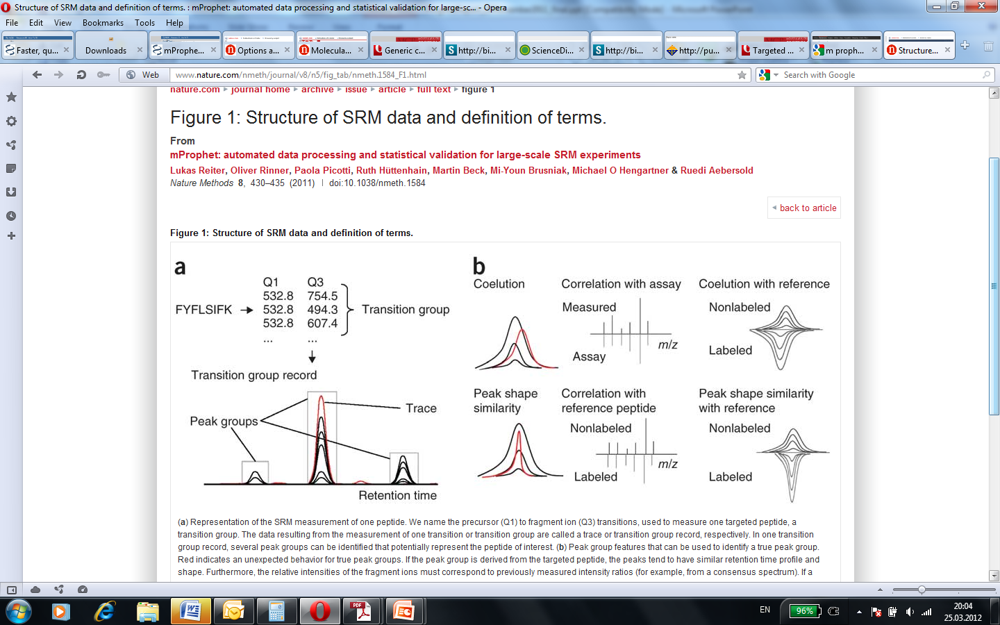 Structure of SRM data and definition of terms. : mProphet: automated data processing and statistical validation for large-sc... - Opera
File Edit View Bookmarks Tools Help
Faster, qu... Downloads mProphe... Options a... Molecula... Generic c... http://bi... ScienceDi... http://bi... http://pu... Targeted ... m proph... Structure...
Web www.nature.com/nmeth/journal/v8/n5/fig_tab/nmeth.1584_F1.html Search with Google
nature.com ▸ journal home ▸ archive ▸ issue ▸ article ▸ full text ▸ figure 1
Figure 1: Structure of SRM data and definition of terms.
From
mProphet: automated data processing and statistical validation for large-scale SRM experiments
Lukas Reiter, Oliver Rinner, Paola Picotti, Ruth Hüttenhain, Martin Beck, Mi-Youn Brusniak, Michael O Hengartner & Ruedi Aebersold
Nature Methods 8, 430–435 (2011) | doi:10.1038/nmeth.1584
back to article
Figure 1: Structure of SRM data and definition of terms.
a
Q1 Q3
532.8 754.5
FYFLSIFK → 532.8 494.3 Transition group
532.8 607.4
... ...
Transition group record
Peak groups
Trace
Retention time
b
Coelution
Correlation with assay
Measured
Assay
m/z
Coelution with reference
Nonlabeled
Labeled
Peak shape
similarity
Correlation with
reference peptide
Nonlabeled
Labeled
m/z
Peak shape similarity
with reference
Nonlabeled
Labeled
(a) Representation of the SRM measurement of one peptide. We name the precursor (Q1) to fragment ion (Q3) transitions, used to measure one targeted peptide, a
transition group. The data resulting from the measurement of one transition or transition group are called a trace or transition group record, respectively. In one transition
group record, several peak groups can be identified that potentially represent the peptide of interest. (b) Peak group features that can be used to identify a true peak group.
Red indicates an unexpected behavior for true peak groups. If the peak group is derived from the targeted peptide, the peaks tend to have similar retention time profile and
shape. Furthermore, the relative intensities of the fragment ions must correspond to previously measured intensity ratios (for example, from a consensus spectrum). If a
EN 96% 20:04
25.03.2012